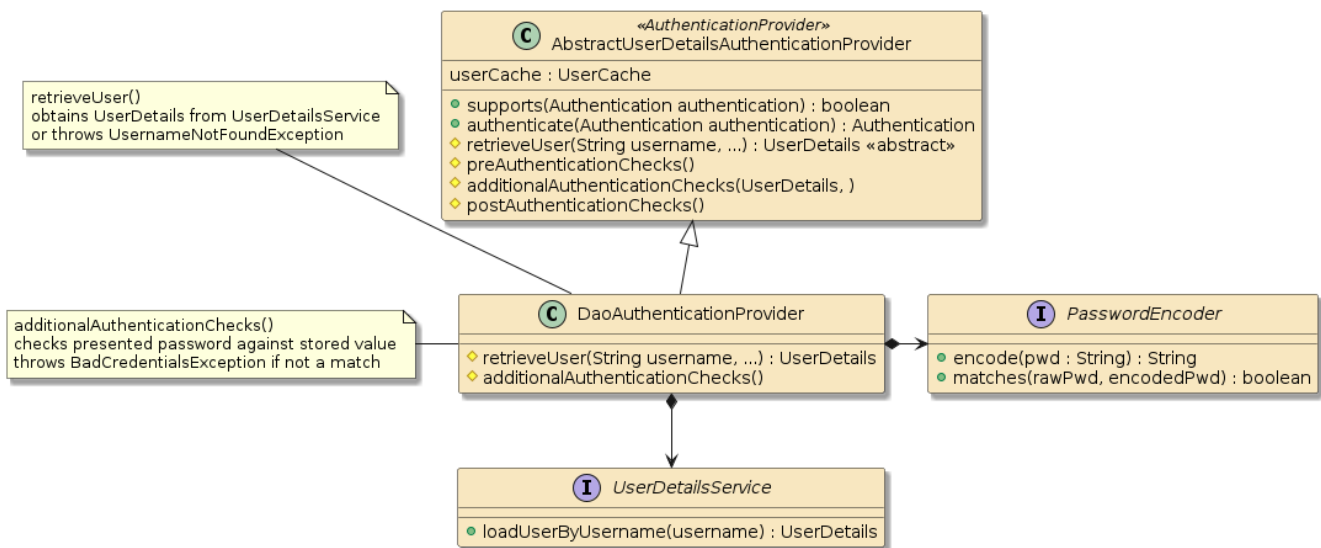 «AuthenticationProvider»
C AbstractUserDetailsAuthenticationProvider
userCache : UserCache
supports(Authentication authentication) : boolean
authenticate(Authentication authentication) : Authentication
retrieveUser(String username, ...) : UserDetails «abstract»
preAuthenticationChecks()
additionalAuthenticationChecks(UserDetails, )
postAuthenticationChecks()
retrieveUser()
obtains UserDetails from UserDetailsService
or throws UsernameNotFoundException
additionalAuthenticationChecks()
checks presented password against stored value
throws BadCredentialsException if not a match
C DaoAuthenticationProvider
retrieveUser(String username, ...) : UserDetails
additionalAuthenticationChecks()
I PasswordEncoder
encode(pwd : String) : String
matches(rawPwd, encodedPwd) : boolean
I UserDetailsService
loadUserByUsername(username) : UserDetails